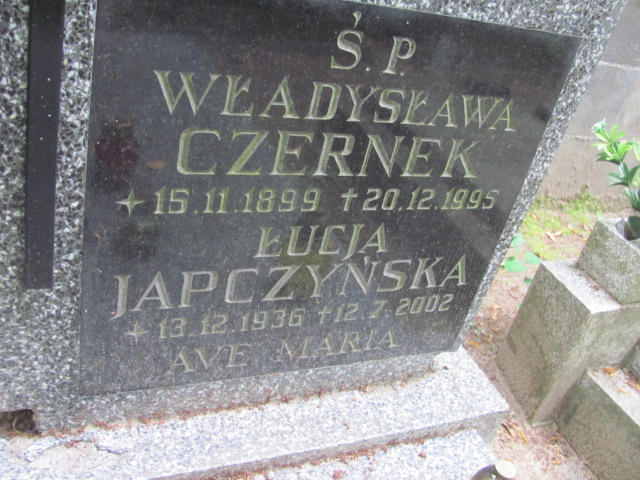 Ś.P.
WŁADYSŁAWA
CZERNEK
✦ 15.11.1899 ✝ 20.12.1995
ŁUCJA
JAPCZYŃSKA
✦ 13.12.1936 ✝ 12.7.2002
AVE MARIA